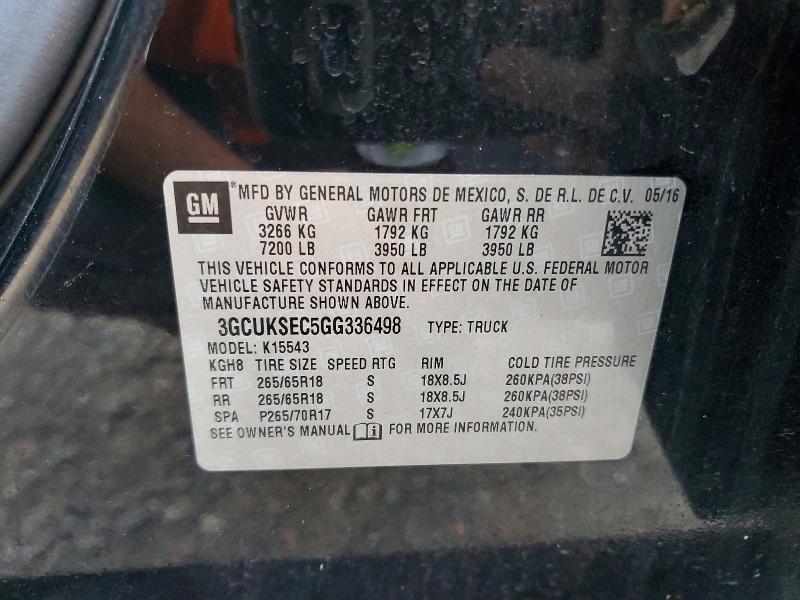 GM ® MFD BY GENERAL MOTORS DE MEXICO, S. DE R.L. DE C.V. 05/16
GVWR GAWR FRT GAWR RR
3266 KG 1792 KG 1792 KG
7200 LB 3950 LB 3950 LB
THIS VEHICLE CONFORMS TO ALL APPLICABLE U.S. FEDERAL MOTOR
VEHICLE SAFETY STANDARDS IN EFFECT ON THE DATE OF
MANUFACTURE SHOWN ABOVE.
3GCUKSEC5GG336498 TYPE: TRUCK
MODEL: K15543
KGH8 TIRE SIZE SPEED RTG RIM COLD TIRE PRESSURE
FRT 265/65R18 S 18X8.5J 260KPA(38PSI)
RR 265/65R18 S 18X8.5J 260KPA(38PSI)
SPA P265/70R17 S 17X7J 240KPA(35PSI)
SEE OWNER'S MANUAL i FOR MORE INFORMATION.